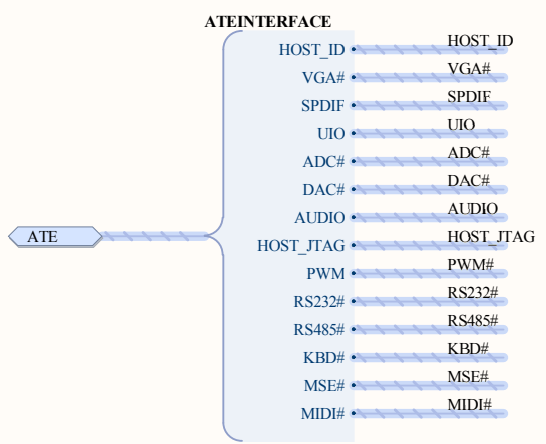 ATEINTERFACE
HOST_ID HOST_ID
VGA# VGA#
SPDIF SPDIF
UIO UIO
ADC# ADC#
DAC# DAC#
AUDIO AUDIO
ATE
HOST_JTAG HOST_JTAG
PWM PWM#
RS232# RS232#
RS485# RS485#
KBD# KBD#
MSE# MSE#
MIDI# MIDI#